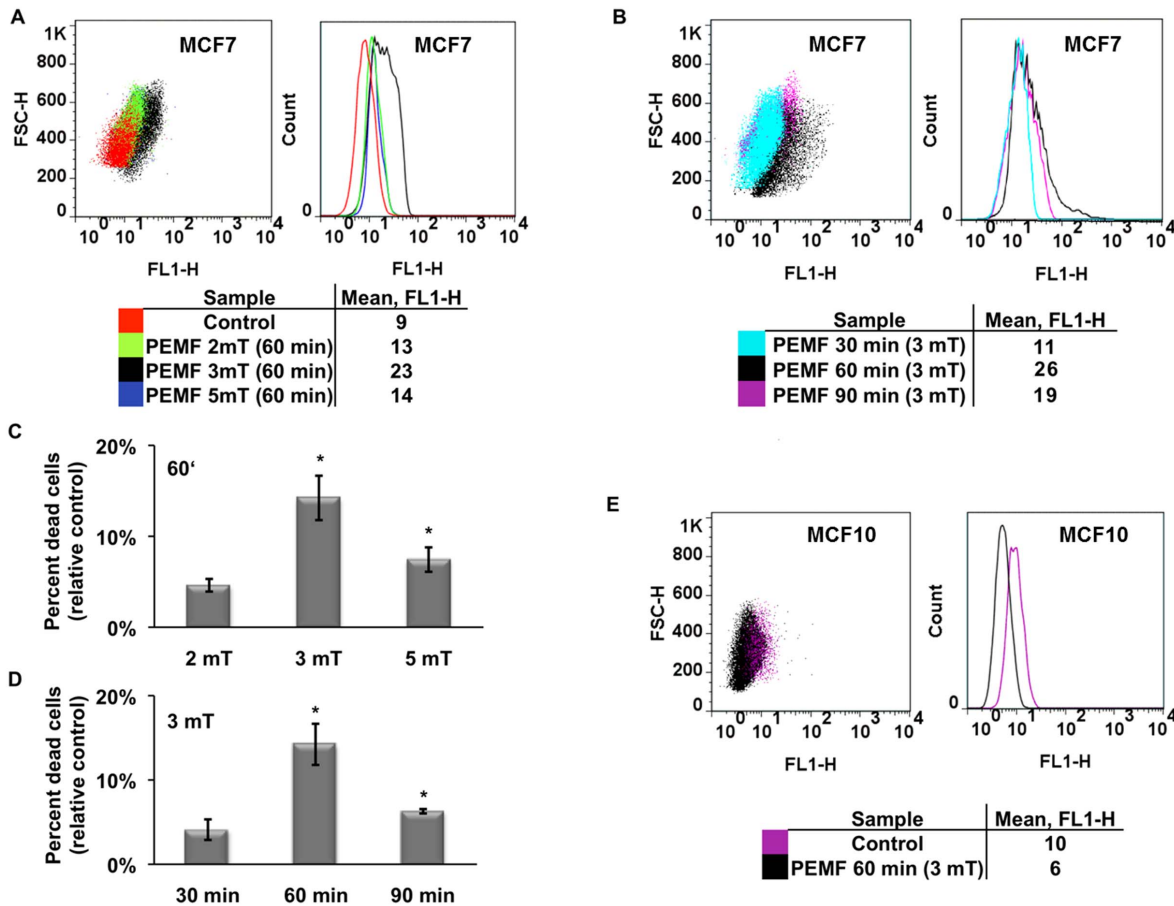 A
MCF7
FSC-H
1K
800
600
400
200
0
10^0 10^1 10^2 10^3 10^4
FL1-H
MCF7
Count
0
10^0 10^1 10^2 10^3 10^4
FL1-H
Sample Mean, FL1-H
Control 9
PEMF 2mT (60 min) 13
PEMF 3mT (60 min) 23
PEMF 5mT (60 min) 14
B
MCF7
FSC-H
1K
800
600
400
200
0
10^0 10^1 10^2 10^3 10^4
FL1-H
MCF7
Count
0
10^0 10^1 10^2 10^3 10^4
FL1-H
Sample Mean, FL1-H
PEMF 30 min (3 mT) 11
PEMF 60 min (3 mT) 26
PEMF 90 min (3 mT) 19
C
Percent dead cells
(relative control)
20%
10%
0%
60‘
*
*
2 mT 3 mT 5 mT
D
Percent dead cells
(relative control)
20%
10%
0%
3 mT
*
*
30 min 60 min 90 min
E
MCF10
FSC-H
1K
800
600
400
200
0
10^0 10^1 10^2 10^3 10^4
FL1-H
MCF10
Count
0
10^0 10^1 10^2 10^3 10^4
FL1-H
Sample Mean, FL1-H
Control 10
PEMF 60 min (3 mT) 6